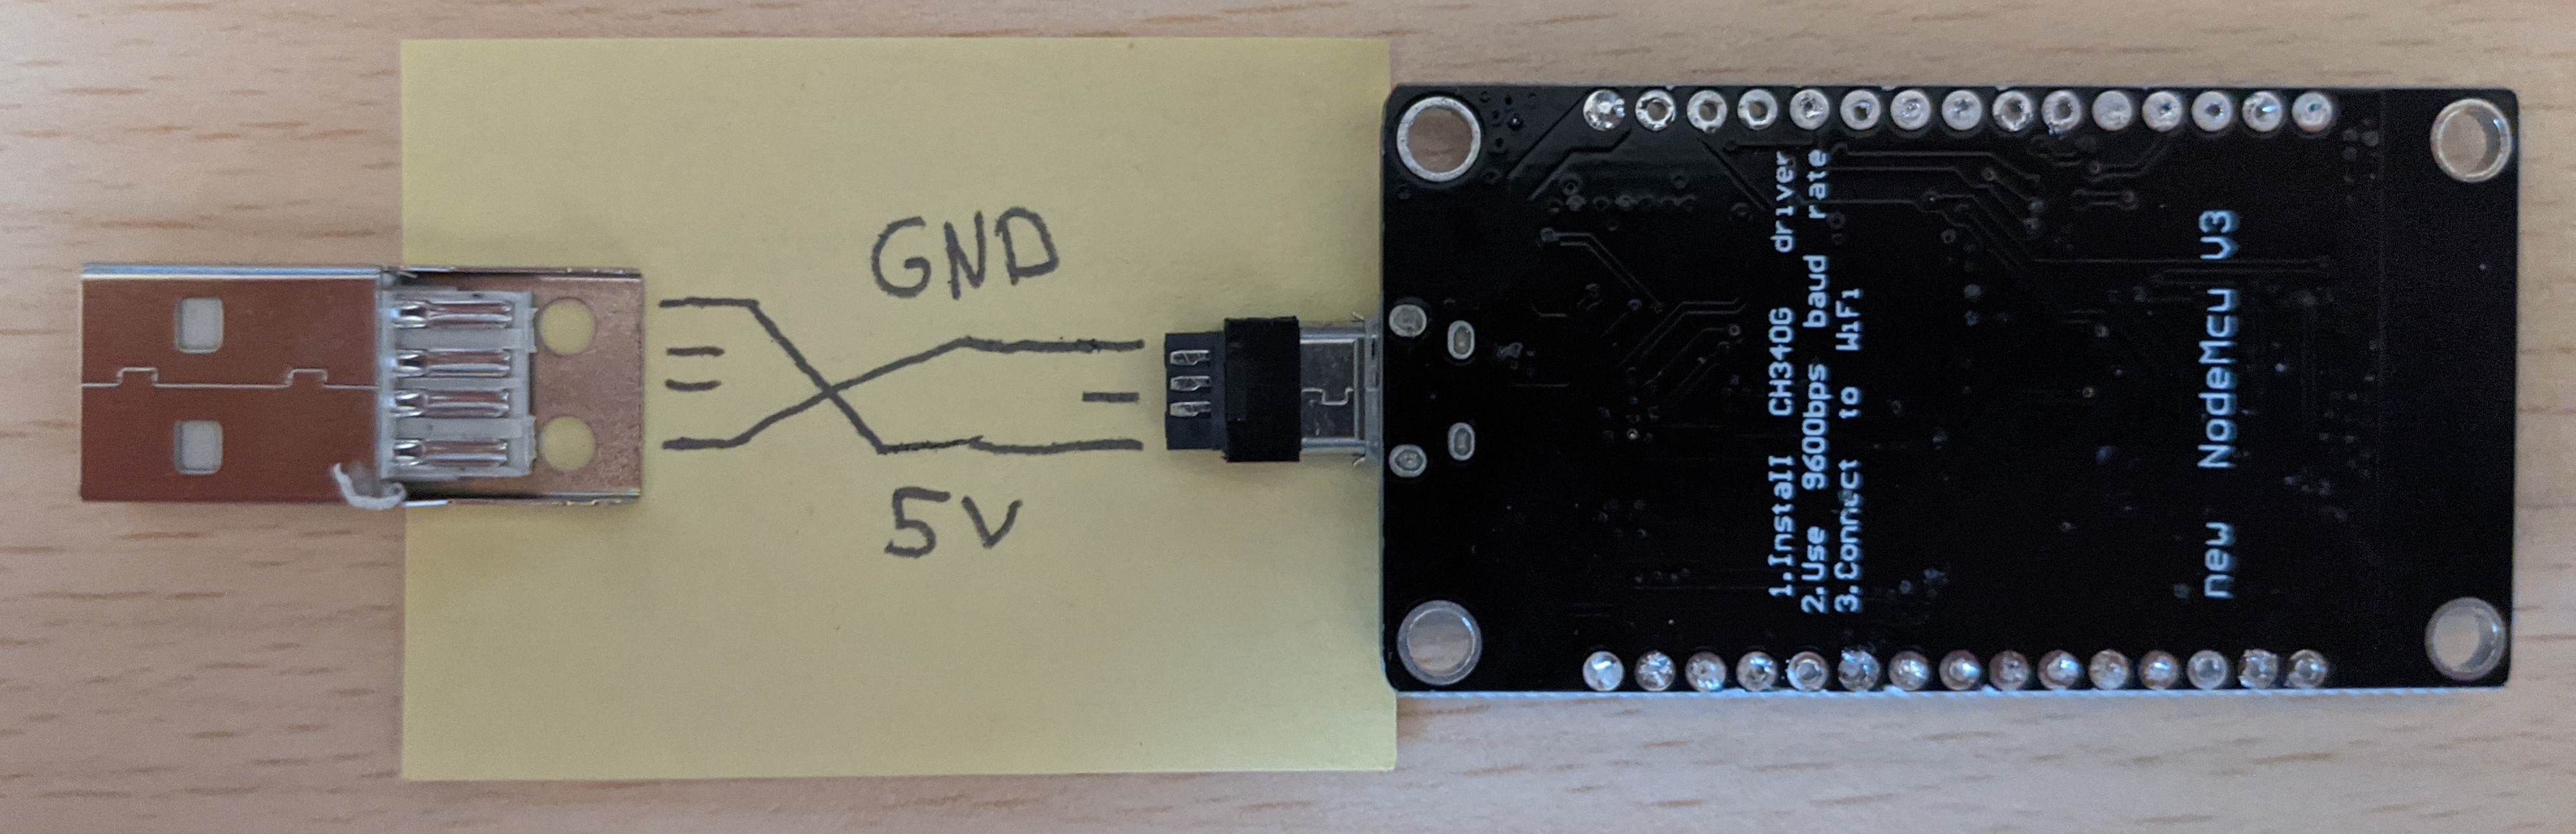 GND
5V
1.Install CH340G driver
2.Use 9600bps baud rate
3.Connect to WiFi
new NodeMcu V3